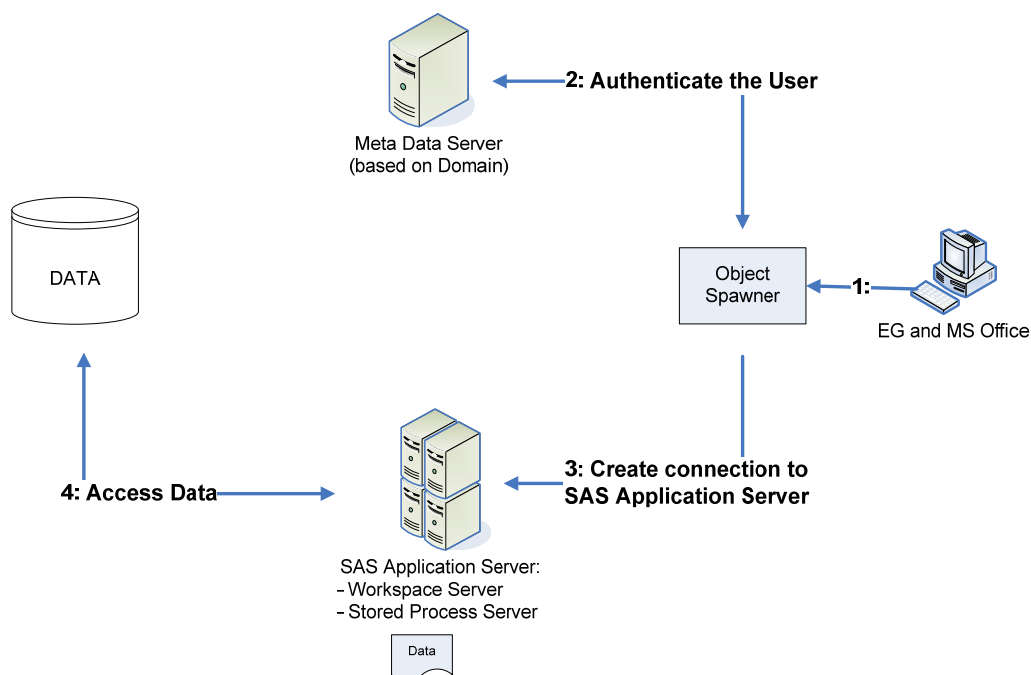 2: Authenticate the User
Meta Data Server
(based on Domain)
DATA
Object
Spawner
1:
EG and MS Office
3: Create connection to
SAS Application Server
4: Access Data
SAS Application Server:
- Workspace Server
- Stored Process Server
Data